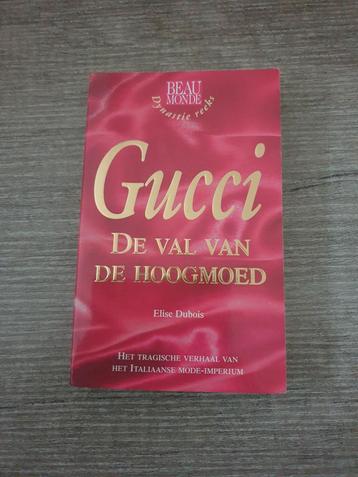 BEAU
MONDE
Dynastie reeks
Gucci
DE VAL VAN
DE HOOGMOED
Elise Dubois
HET TRAGISCHE VERHAAL VAN
HET ITALIAANSE MODE-IMPERIUM